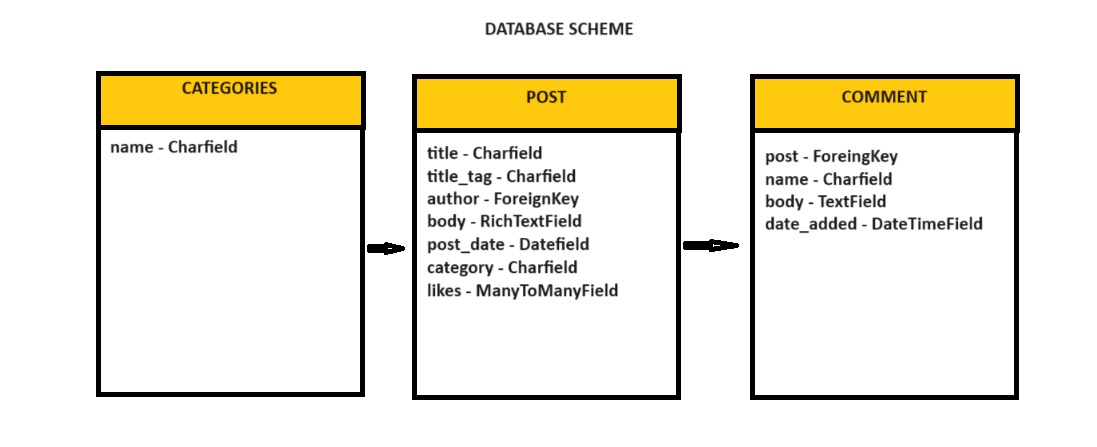 DATABASE SCHEME
CATEGORIES
name - Charfield
POST
title - Charfield
title_tag - Charfield
author - ForeignKey
body - RichTextField
post_date - Datefield
category - Charfield
likes - ManyToManyField
COMMENT
post - ForeingKey
name - Charfield
body - TextField
date_added - DateTimeField